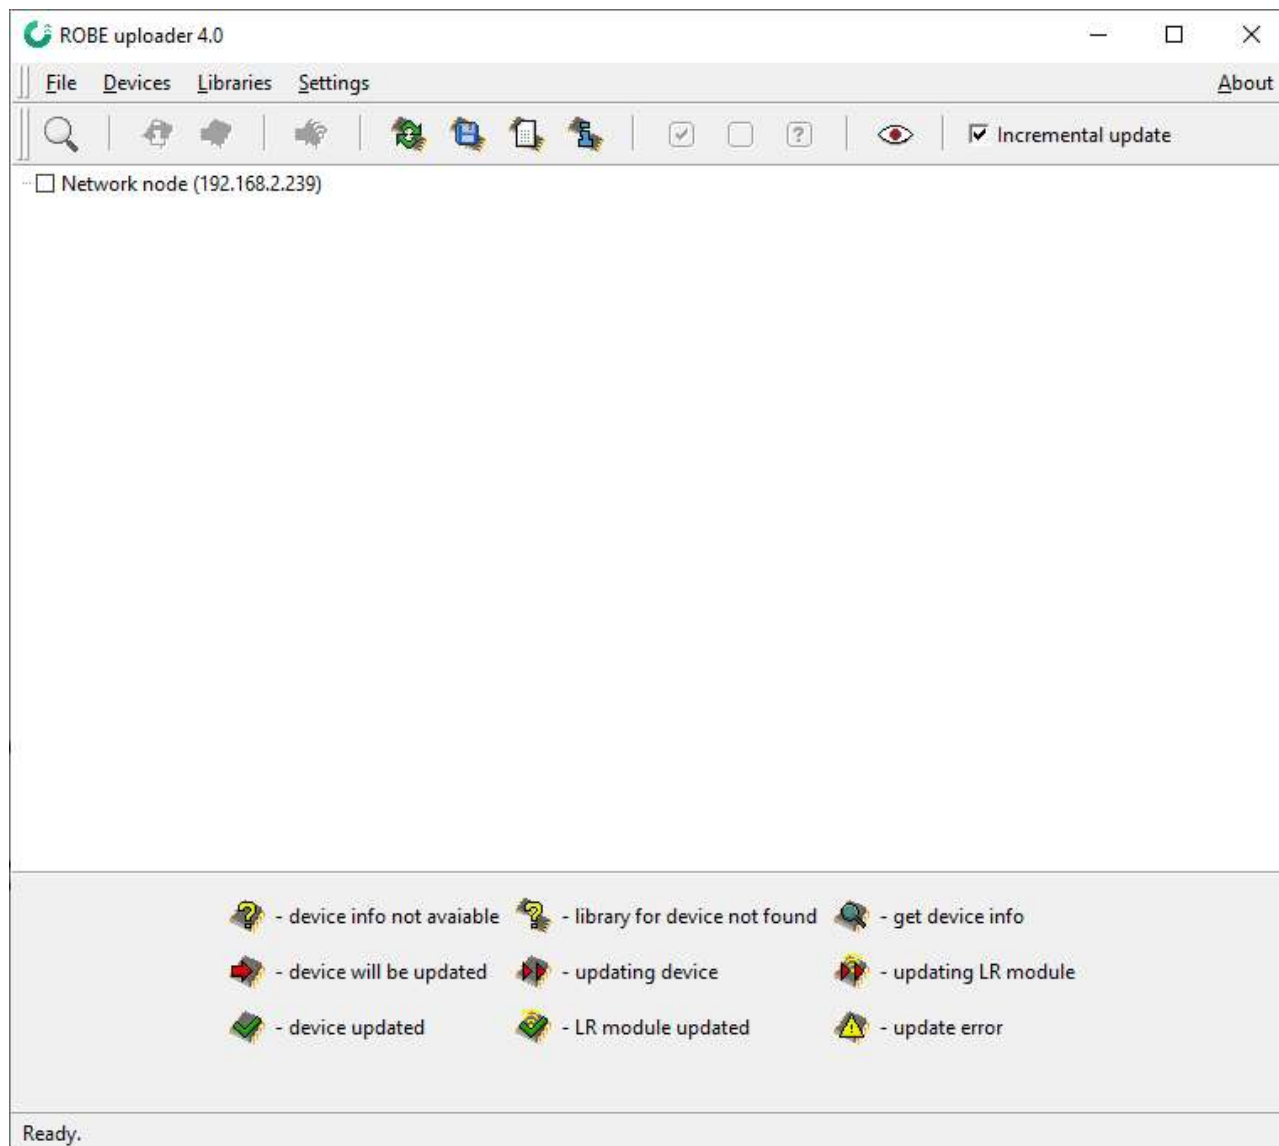 ROBE uploader 4.0
File Devices Libraries Settings About
Incremental update
Network node (192.168.2.239)
- device info not avaiable - library for device not found - get device info
- device will be updated - updating device - updating LR module
- device updated - LR module updated - update error
Ready.